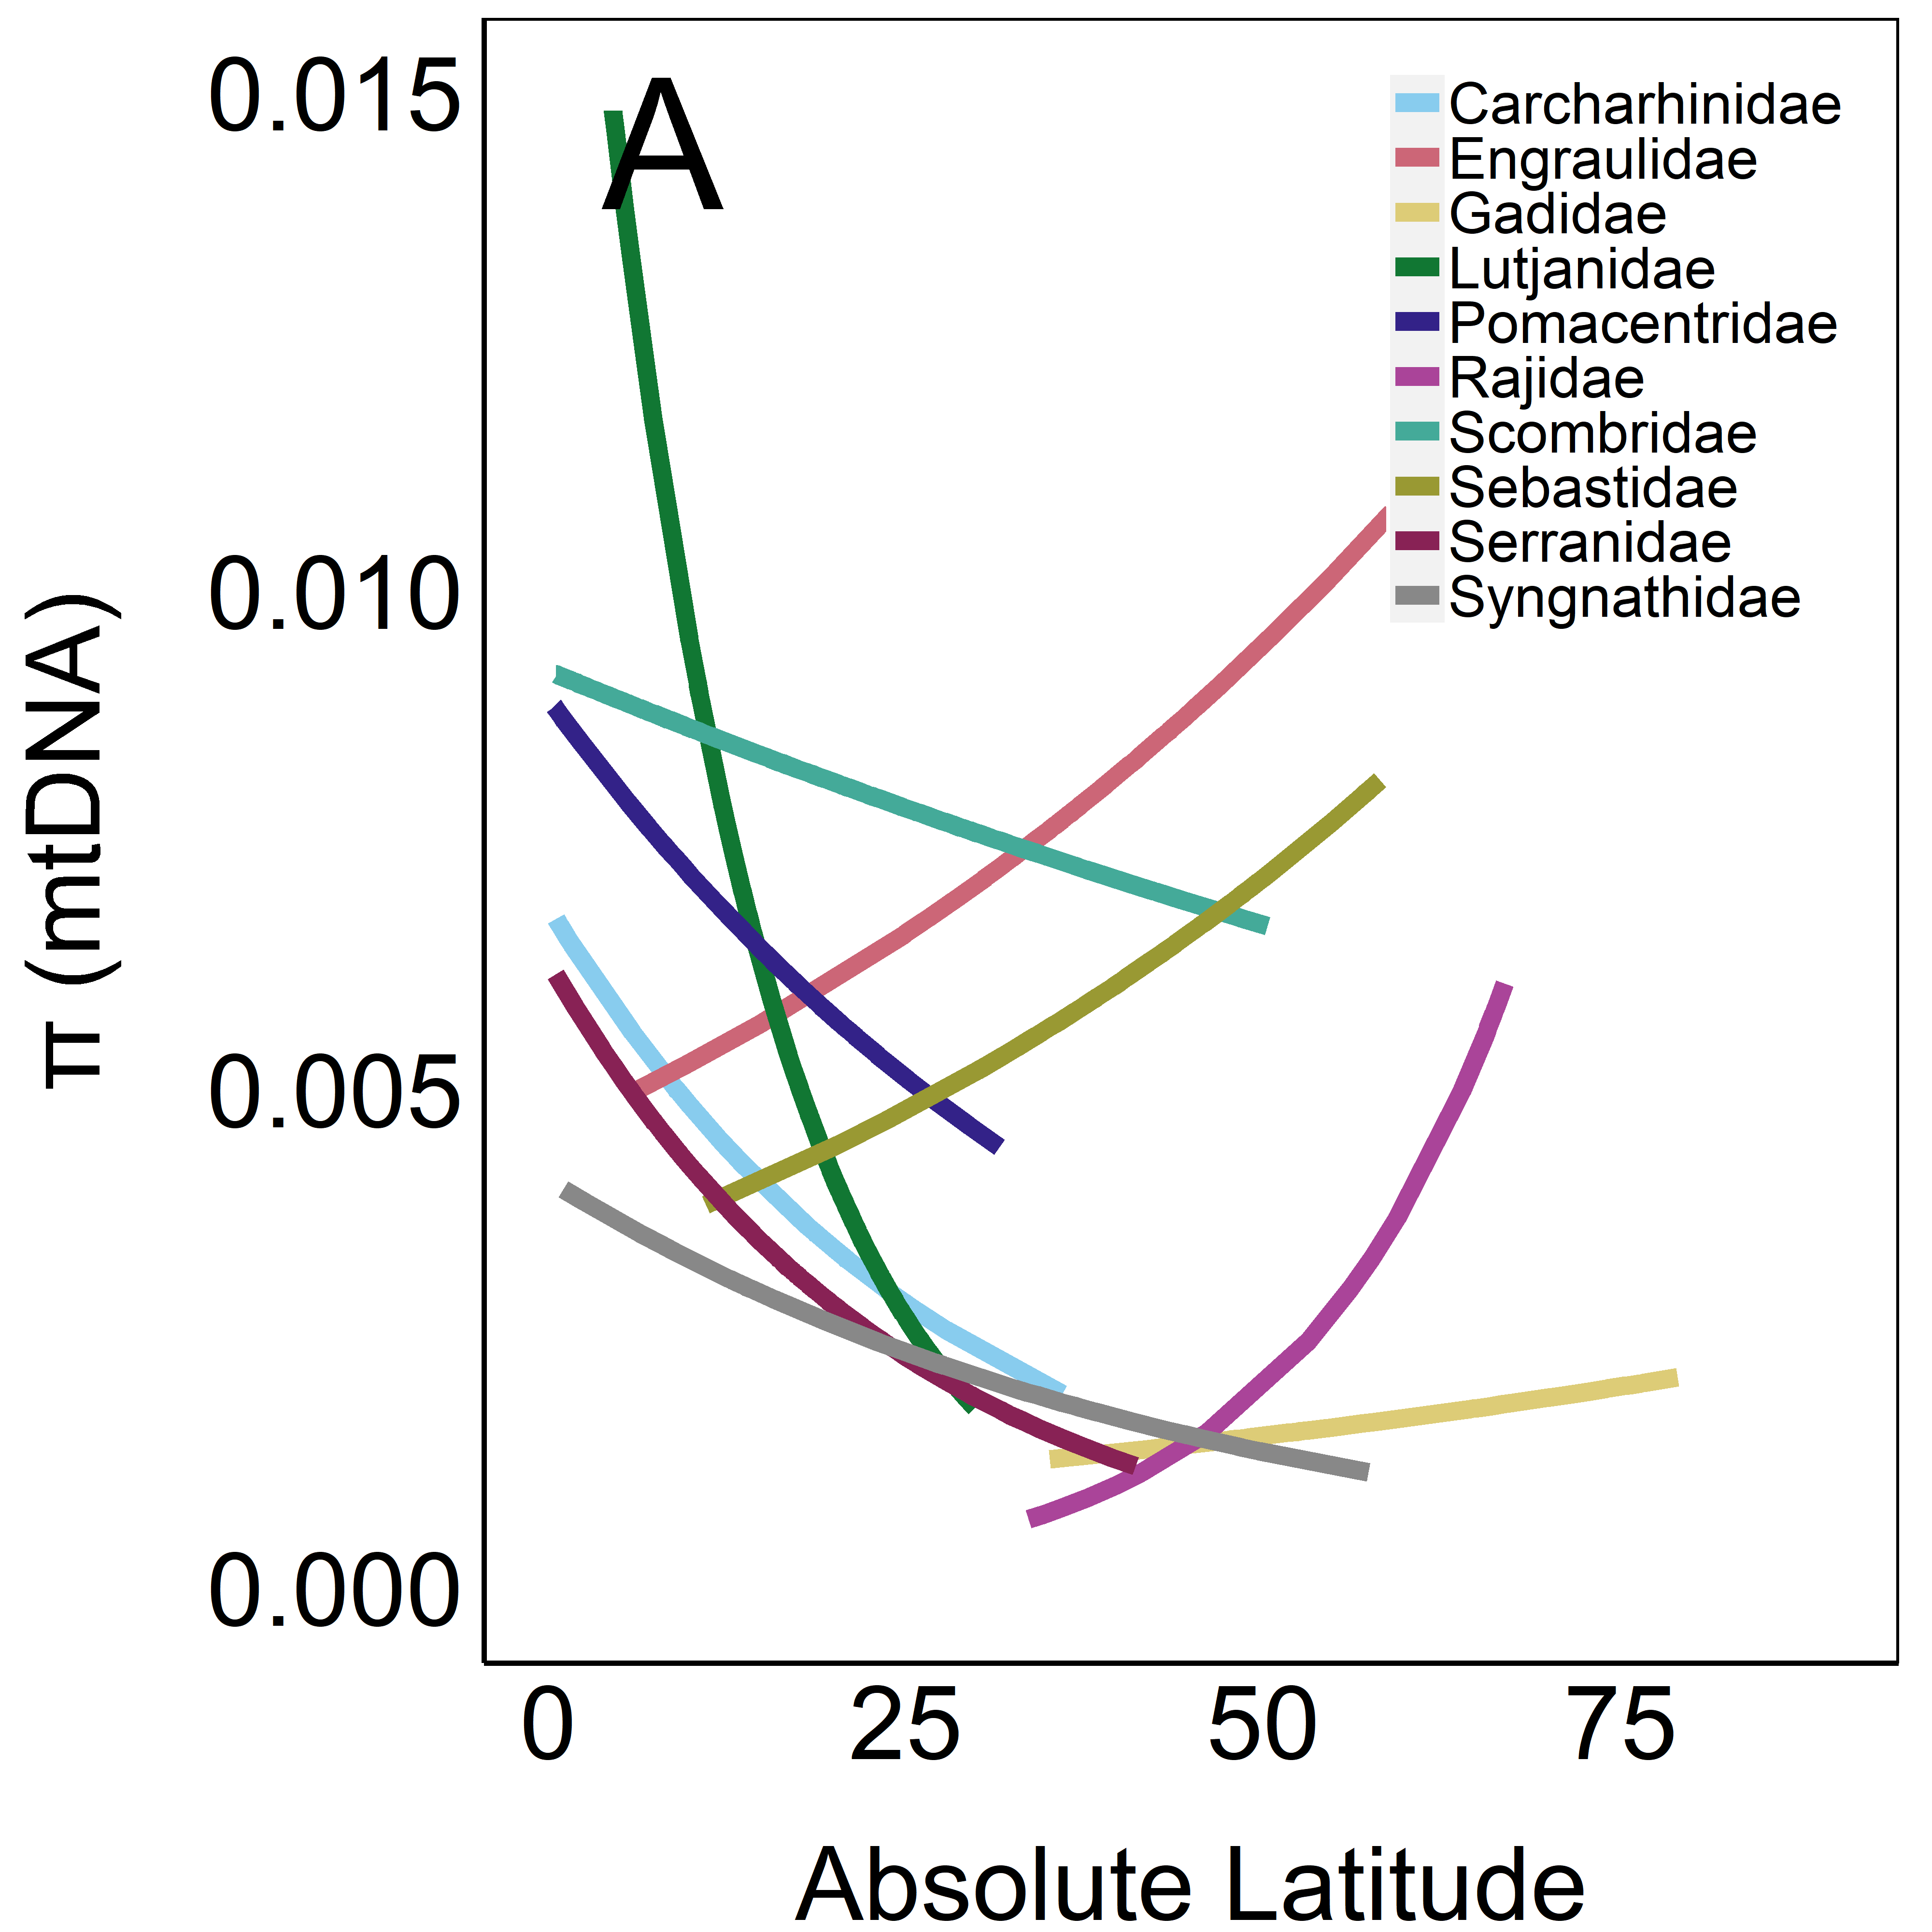 A
Carcharhinidae
Engraulidae
Gadidae
Lutjanidae
Pomacentridae
Rajidae
Scombridae
Sebastidae
Serranidae
Syngnathidae
0.015
0.010
0.005
0.000
π (mtDNA)
0 25 50 75
Absolute Latitude